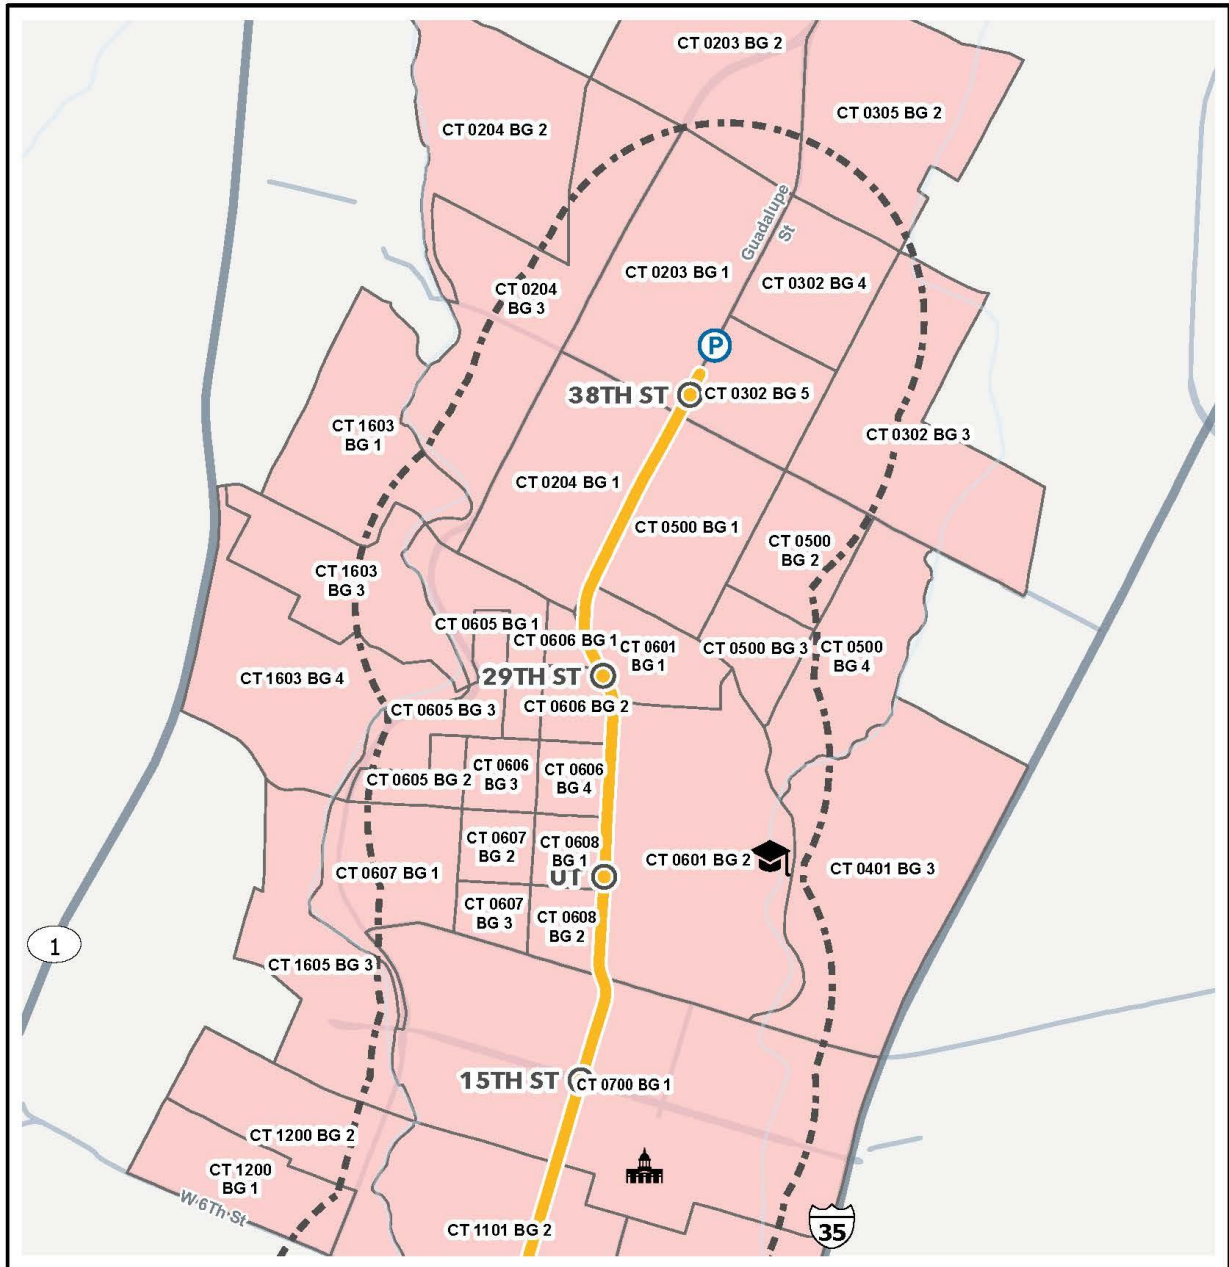 CT 0203 BG 2
CT 0305 BG 2
CT 0204 BG 2
Guadalupe
St
CT 0203 BG 1
CT 0302 BG 4
CT 0204
BG 3
P
38TH ST
CT 0302 BG 5
CT 1603
BG 1
CT 0302 BG 3
CT 0204 BG 1
CT 0500 BG 1
CT 0500
BG 2
CT 1603
BG 3
CT 0605 BG 1
CT 0606 BG 1
CT 0601
BG 1
CT 0500 BG 3
CT 0500
BG 4
CT 1603 BG 4
29TH ST
CT 0605 BG 3
CT 0606 BG 2
CT 0605 BG 2
CT 0606
BG 3
CT 0606
BG 4
CT 0607
BG 2
CT 0608
BG 1
CT 0601 BG 2
CT 0401 BG 3
CT 0607 BG 1
UT
CT 0607
BG 3
CT 0608
BG 2
1
CT 1605 BG 3
15TH ST
CT 0700 BG 1
CT 1200 BG 2
CT 1200
BG 1
W 6Th St
CT 1101 BG 2
35